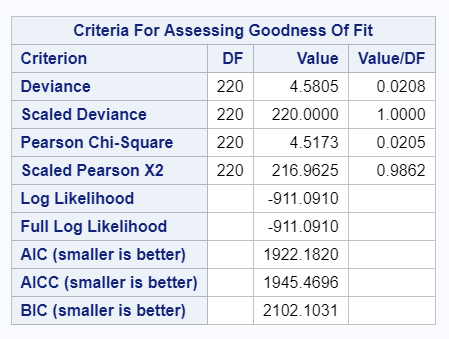 Criteria For Assessing Goodness Of Fit
Criterion DF Value Value/DF
Deviance 220 4.5805 0.0208
Scaled Deviance 220 220.0000 1.0000
Pearson Chi-Square 220 4.5173 0.0205
Scaled Pearson X2 220 216.9625 0.9862
Log Likelihood -911.0910
Full Log Likelihood -911.0910
AIC (smaller is better) 1922.1820
AICC (smaller is better) 1945.4696
BIC (smaller is better) 2102.1031